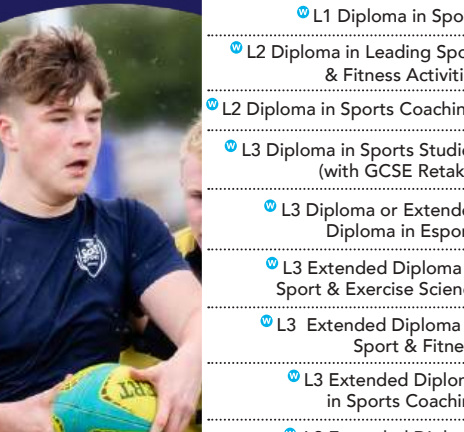 L1 Diploma in Spo
L2 Diploma in Leading Spo
& Fitness Activiti
L2 Diploma in Sports Coachin
L3 Diploma in Sports Studie
(with GCSE Retak
L3 Diploma or Extende
Diploma in Espor
L3 Extended Diploma
Sport & Exercise Scienc
L3 Extended Diploma
Sport & Fitne
L3 Extended Diplom
in Sports Coachin